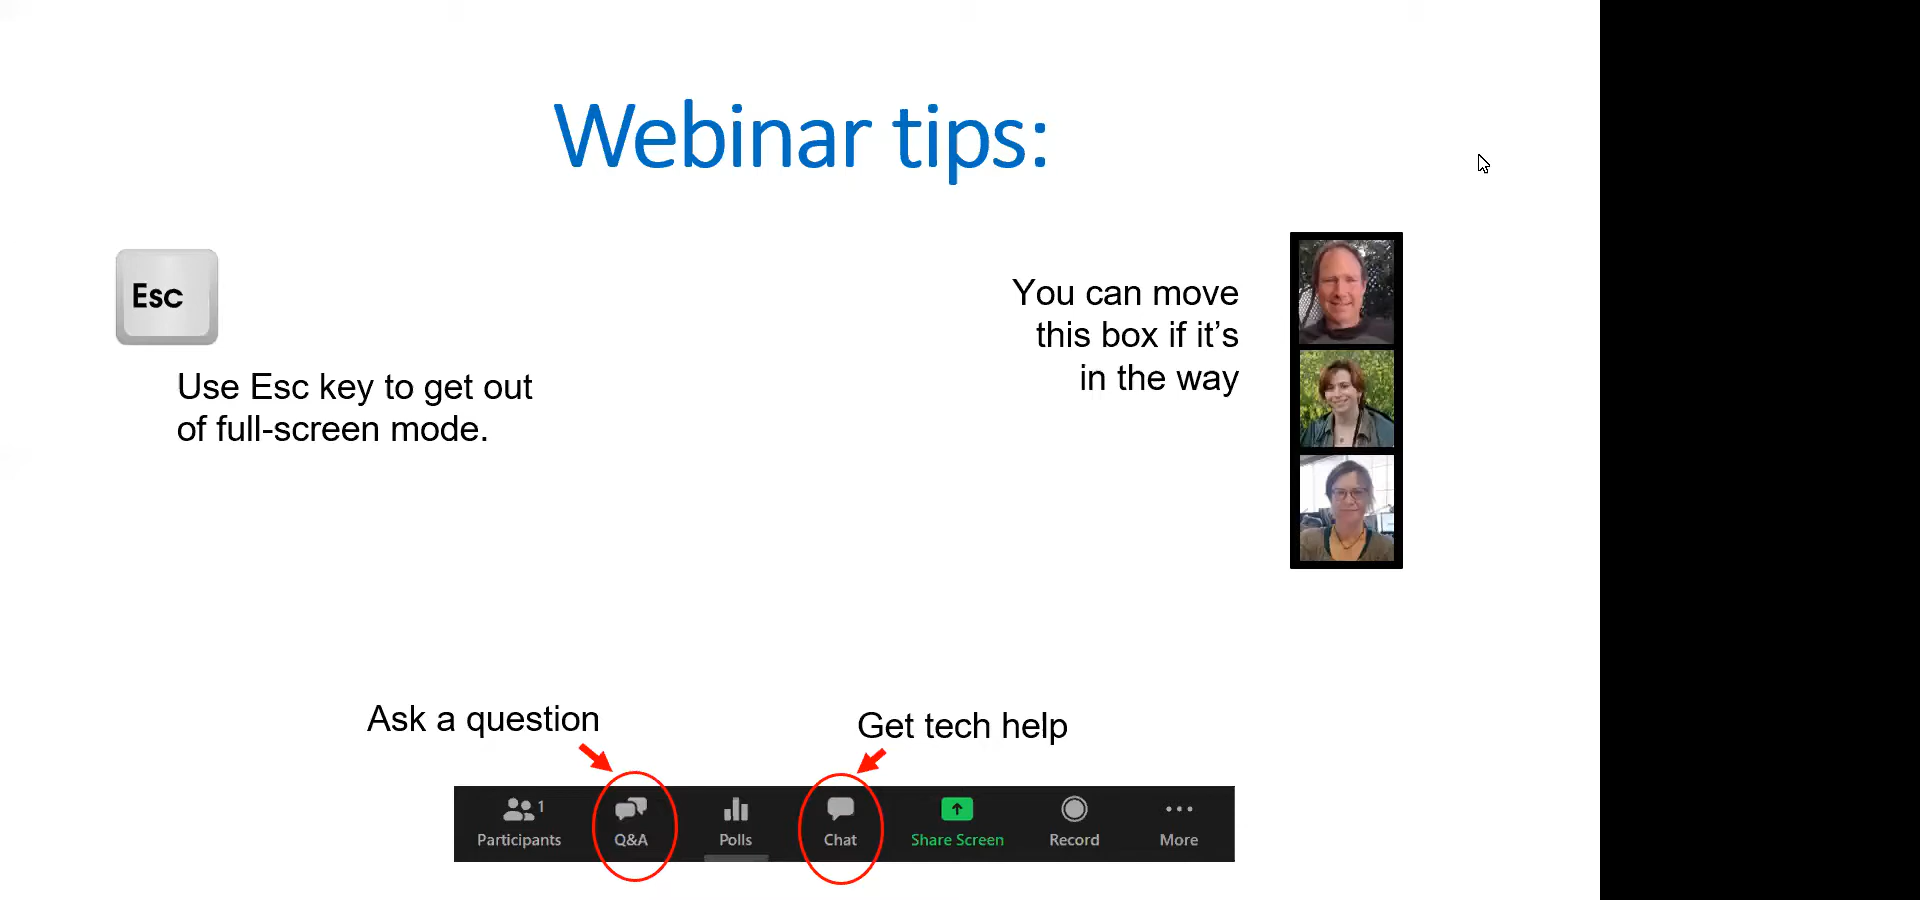 Webinar tips:
Esc
Use Esc key to get out
of full-screen mode.
You can move
this box if it’s
in the way
Ask a question
Get tech help
1
Participants
Q&A
Polls
Chat
Share Screen
Record
More